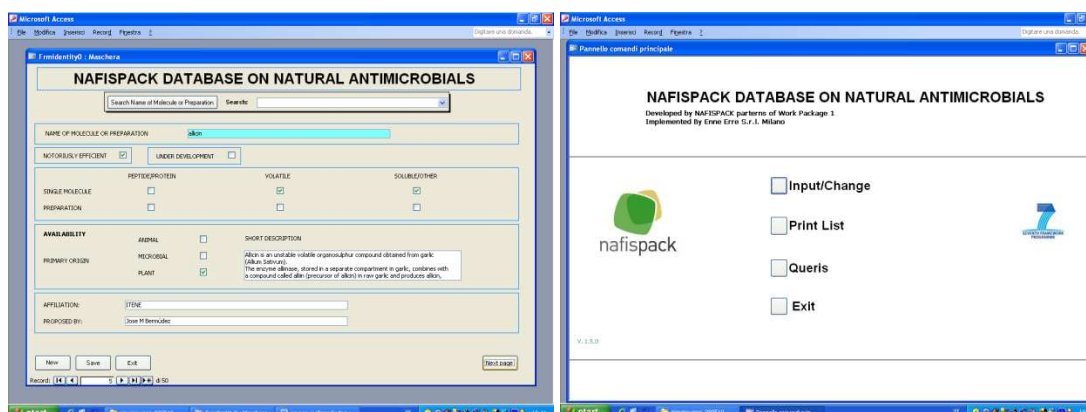 Microsoft Access
File Modifica Inserisci Record Finestra ?
Digitare una domanda.
FrmIdentity0 : Maschera
NAFISPACK DATABASE ON NATURAL ANTIMICROBIALS
Search Name of Molecule or Preparation Search:
NAME OF MOLECULE OR PREPARATION allicin
NOTORIUSLY EFFICIENT UNDER DEVELOPMENT
PEPTIDE/PROTEIN VOLATILE SOLUBLE/OTHER
SINGLE MOLECULE
PREPARATION
AVAILABILITY
ANIMAL SHORT DESCRIPTION
PRIMARY ORIGIN MICROBIAL
PLANT
Allicin is an unstable volatile organosulphur compound obtained from garlic
(Allium Sativum).
The enzyme allinase, stored in a separate compartment in garlic, combines with
a compound called alliin (precursor of allicin) in raw garlic and produces allicin,
AFFILIATION: ITENE
PROPOSED BY: Jose M Bermúdez
New Save Exit Next page
Record: 5 di 50
start
Microsoft Access
File Modifica Inserisci Record Finestra ?
Digitare una domanda.
Pannello comandi principale
NAFISPACK DATABASE ON NATURAL ANTIMICROBIALS
Developed by NAFISPACK parterns of Work Package 1
Implemented By Enne Erre S.r.l. Milano
Input/Change
Print List
Queris
Exit
nafispack
SEVENTH FRAMEWORK
PROGRAMME
V. 1.5.0
start